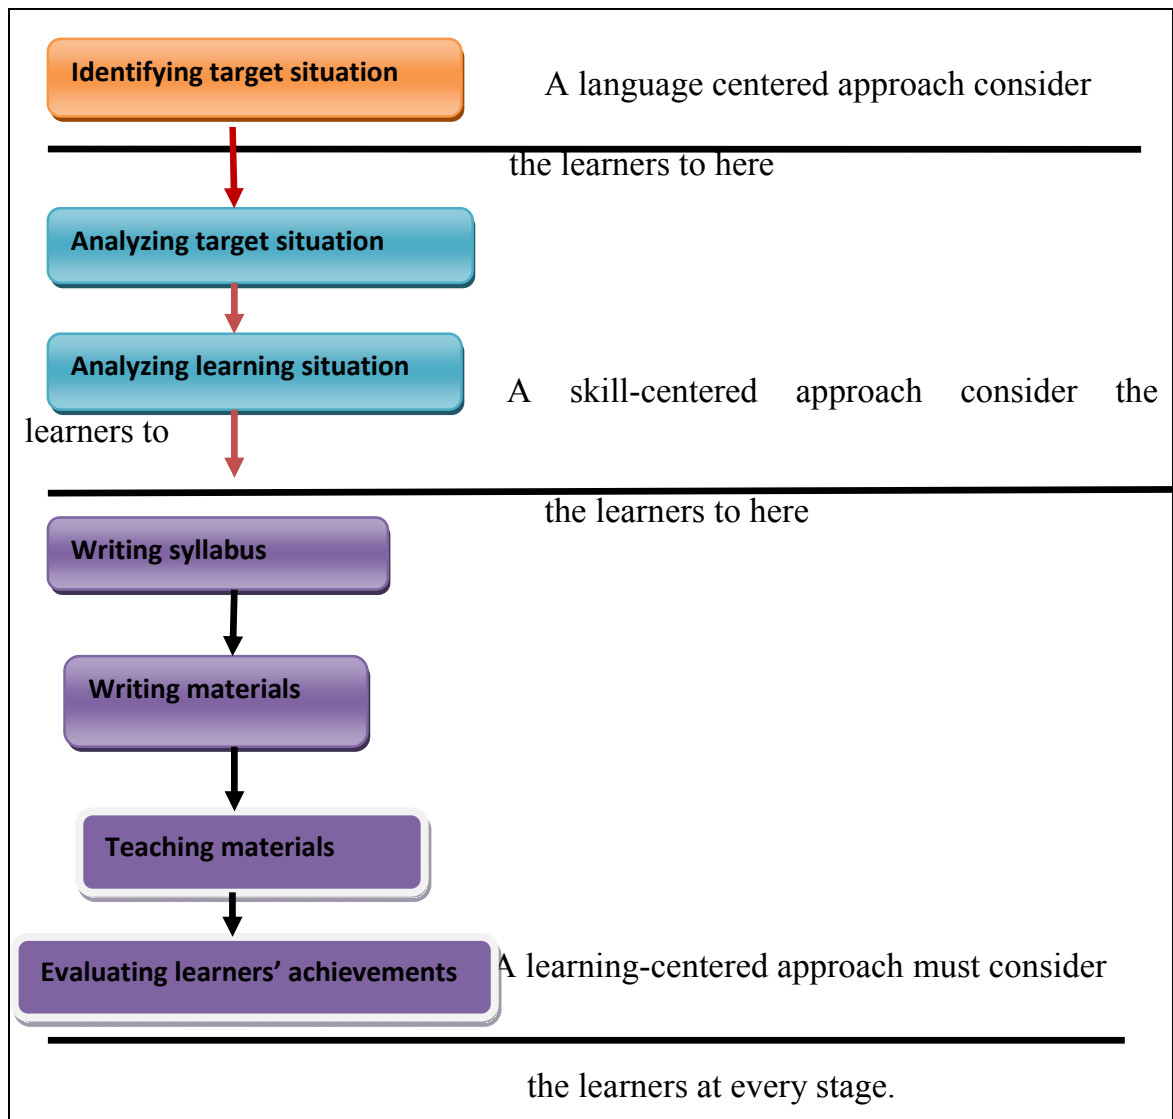 Identifying target situation
A language centered approach consider
the learners to here
Analyzing target situation
Analyzing learning situation
A skill-centered approach consider the
learners to
the learners to here
Writing syllabus
Writing materials
Teaching materials
Evaluating learners’ achievements
A learning-centered approach must consider
the learners at every stage.